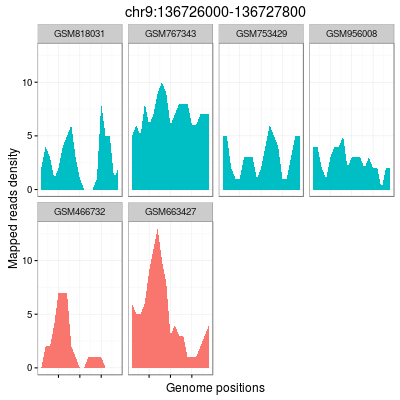 chr9:136726000-136727800
GSM818031 GSM767343 GSM753429 GSM956008
10
5
0
GSM466732 GSM663427
10
5
0
Mapped reads density
Genome positions